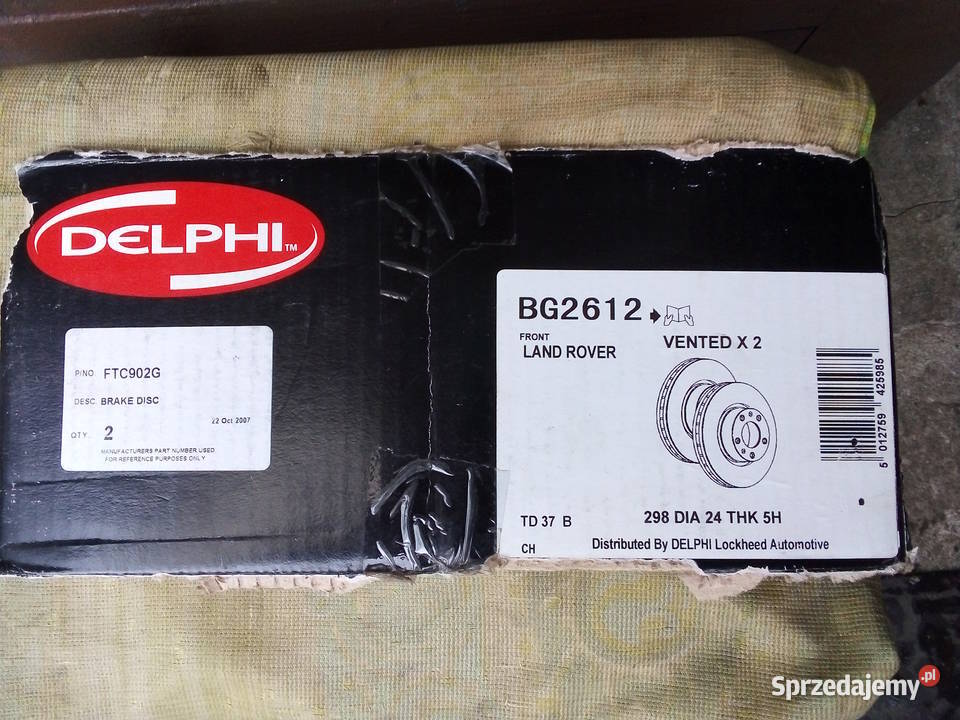 DELPHI™
P/NO. FTC902G
DESC. BRAKE DISC
22 Oct 2007
QTY. 2
MANUFACTURERS PART NUMBER USED
FOR REFERENCE PURPOSES ONLY
BG2612
FRONT
LAND ROVER
VENTED X 2
5 012759 425985
TD 37 B
298 DIA 24 THK 5H
CH
Distributed By DELPHI Lockheed Automotive
Sprzedajemy.pl